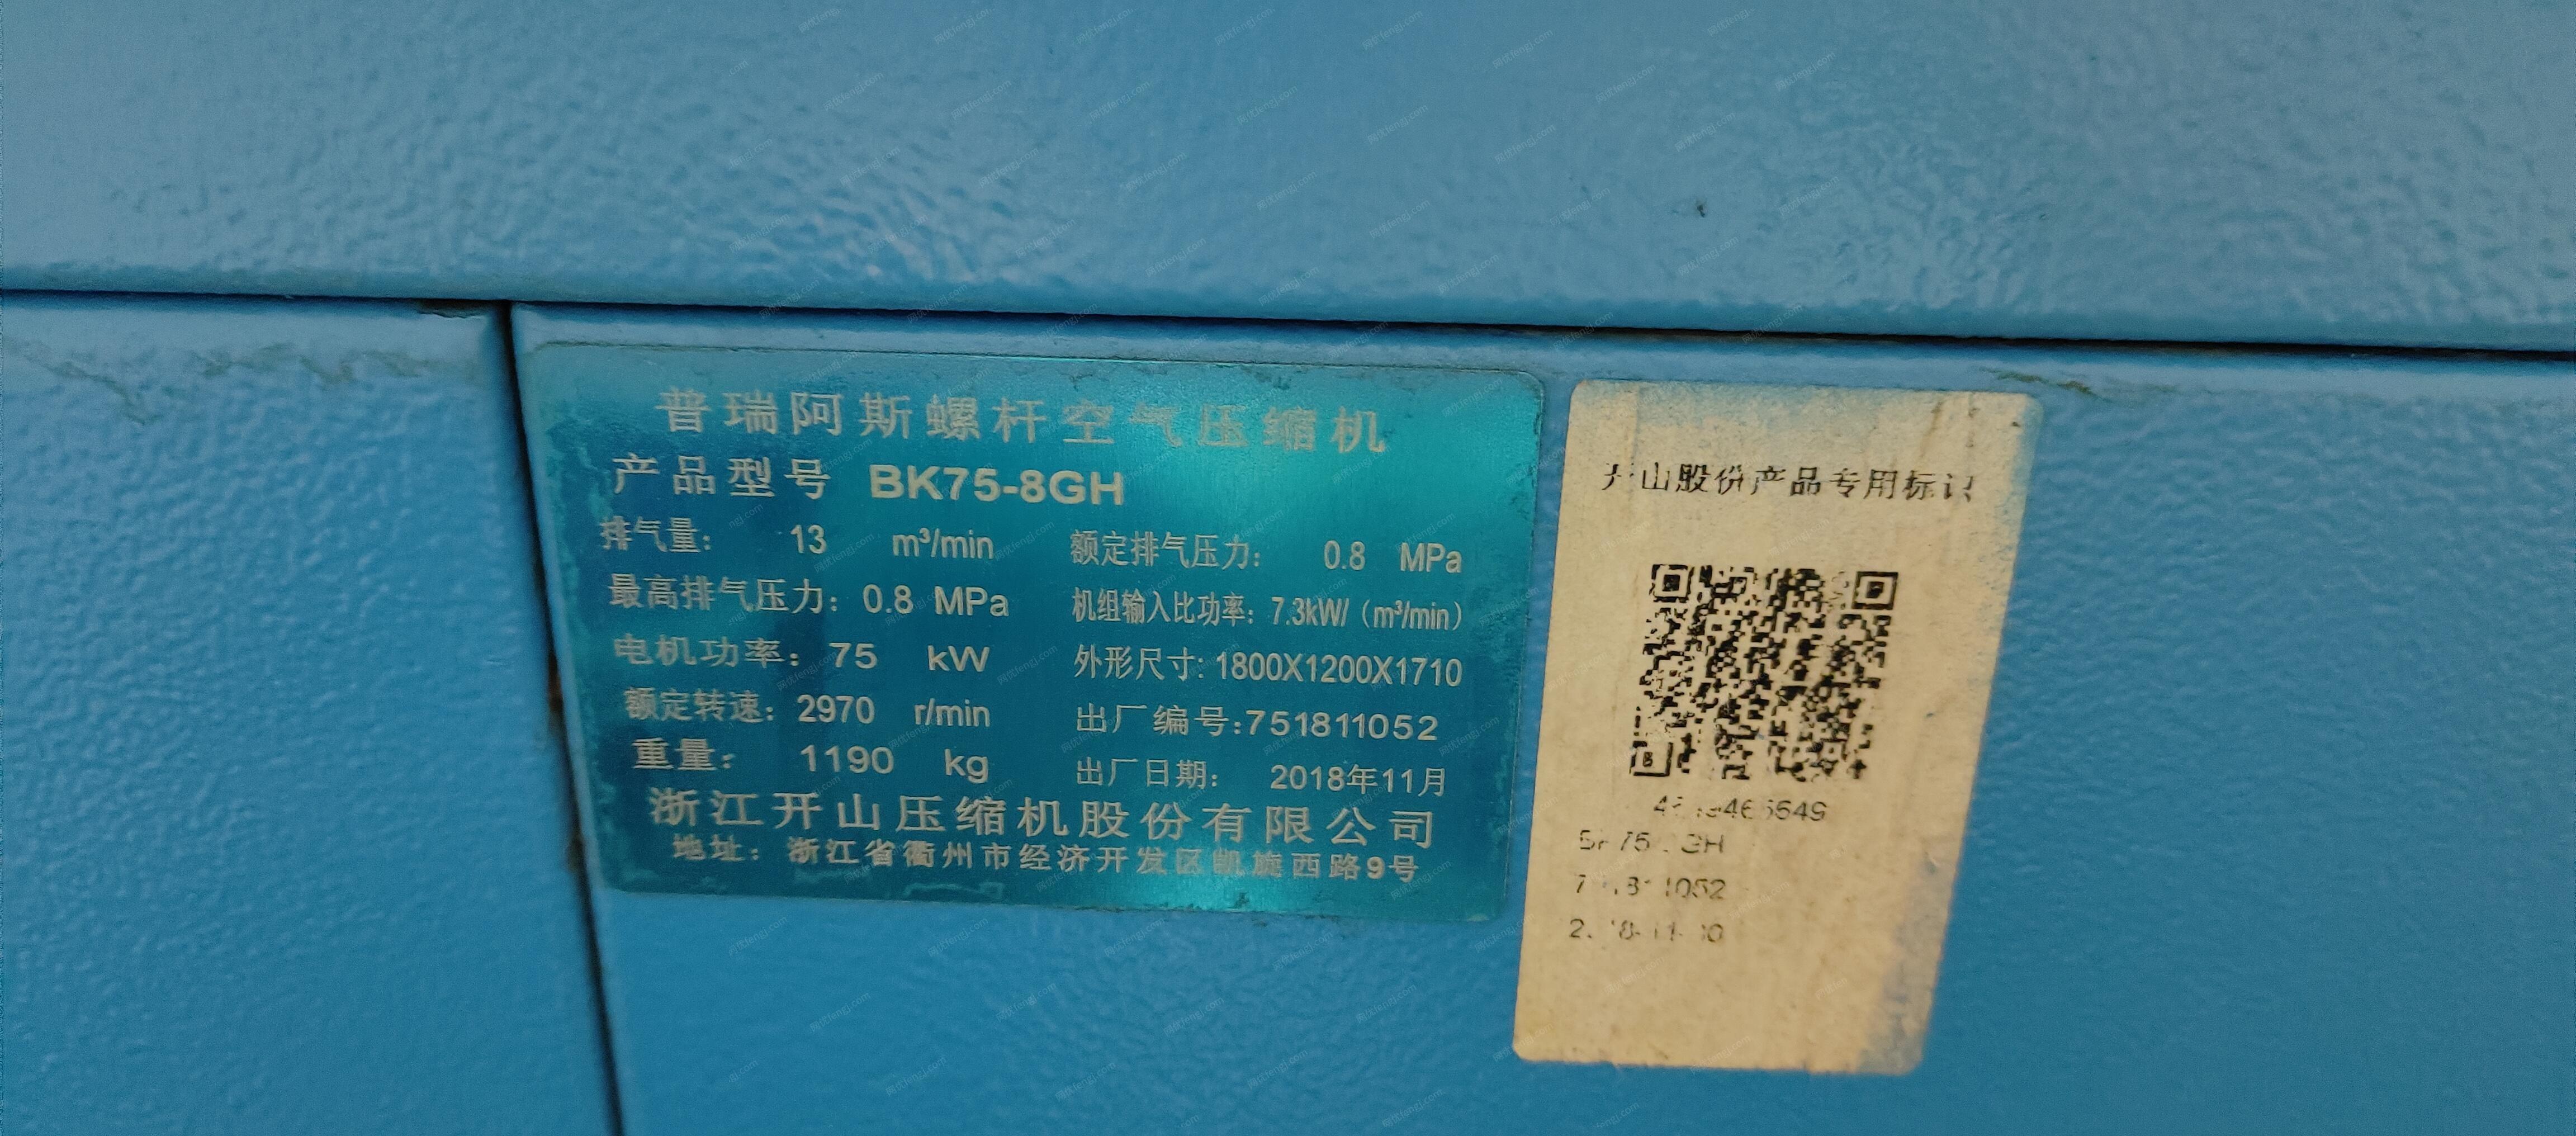 普瑞阿斯螺杆空气压缩机
产品型号 BK75-8GH
排气量: 13 m³/min 额定排气压力: 0.8 MPa
最高排气压力: 0.8 MPa 机组输入比功率: 7.3kW/（m³/min）
电机功率: 75 kW 外形尺寸: 1800X1200X1710
额定转速: 2970 r/min 出厂编号:751811052
重量: 1190 kg 出厂日期: 2018年11月
浙江开山压缩机股份有限公司
地址: 浙江省衢州市经济开发区凯旋西路9号
开山股份产品专用标识